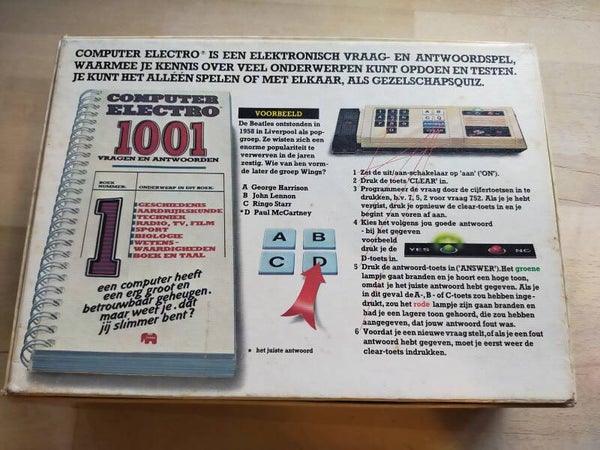 COMPUTER ELECTRO® IS EEN ELEKTRONISCH VRAAG- EN ANTWOORDSPEL,
WAARMEE JE KENNIS OVER VEEL ONDERWERPEN KUNT OPDOEN EN TESTEN.
JE KUNT HET ALLÉÉN SPELEN OF MET ELKAAR, ALS GEZELSCHAPSQUIZ.
COMPUTER
ELECTRO
1001
VRAGEN EN ANTWOORDEN
BOEK
NUMMER:
ONDERWERP IN DIT BOEK:
1
GESCHIEDENIS
AARDRIJKSKUNDE
TECHNIEK
RADIO, TV, FILM
SPORT
BIOLOGIE
WETENS-
WAARDIGHEDEN
BOEK EN TAAL
een computer heeft
een erg groot en
betrouwbaar geheugen.
maar weet je, dat
jij slimmer bent?
VOORBEELD
De Beatles ontstonden in
1958 in Liverpool als pop-
groep. Ze wisten zich een
enorme populariteit te
verwerven in de jaren
zestig. Wie van hen vorm-
de later de groep Wings?
A George Harrison
B John Lennon
C Ringo Starr
*D Paul McCartney
A B
C D
* het juiste antwoord
1 Zet de uit/aan-schakelaar op 'aan' ('ON').
2 Druk de toets 'CLEAR' in.
3 Programmeer de vraag door de cijfertoetsen in te
drukken, b.v. 7, 5, 2 voor vraag 752. Als je je hebt
vergist, druk je opnieuw de clear-toets in en je
begint van voren af aan.
4 Kies het volgens jou goede antwoord
- bij het gegeven
voorbeeld
druk je de
D-toets in.
YES NO
5 Druk de antwoord-toets in ('ANSWER'). Het groene
lampje gaat branden en je hoort een hoge toon,
omdat je het juiste antwoord hebt gegeven. Als je
in dit geval de A-, B- of C-toets zou hebben inge-
drukt, zou het rode lampje zijn gaan branden en
had je een lagere toon gehoord, die zou hebben
aangegeven, dat jouw antwoord fout was.
6 Voordat je een nieuwe vraag stelt, of als je een fout
antwoord hebt gegeven, moet je eerst weer de
clear-toets indrukken.